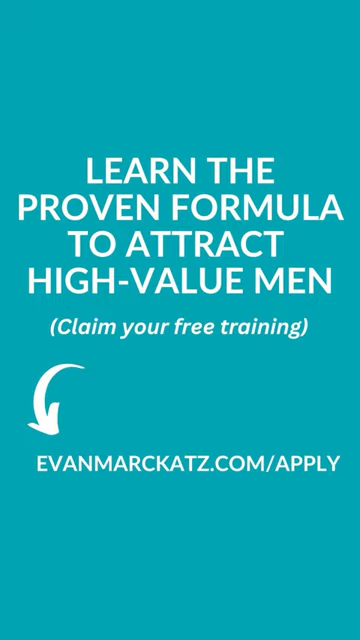 LEARN THE
PROVEN FORMULA
TO ATTRACT
HIGH-VALUE MEN
(Claim your free training)
EVANMARCKATZ.COM/APPLY